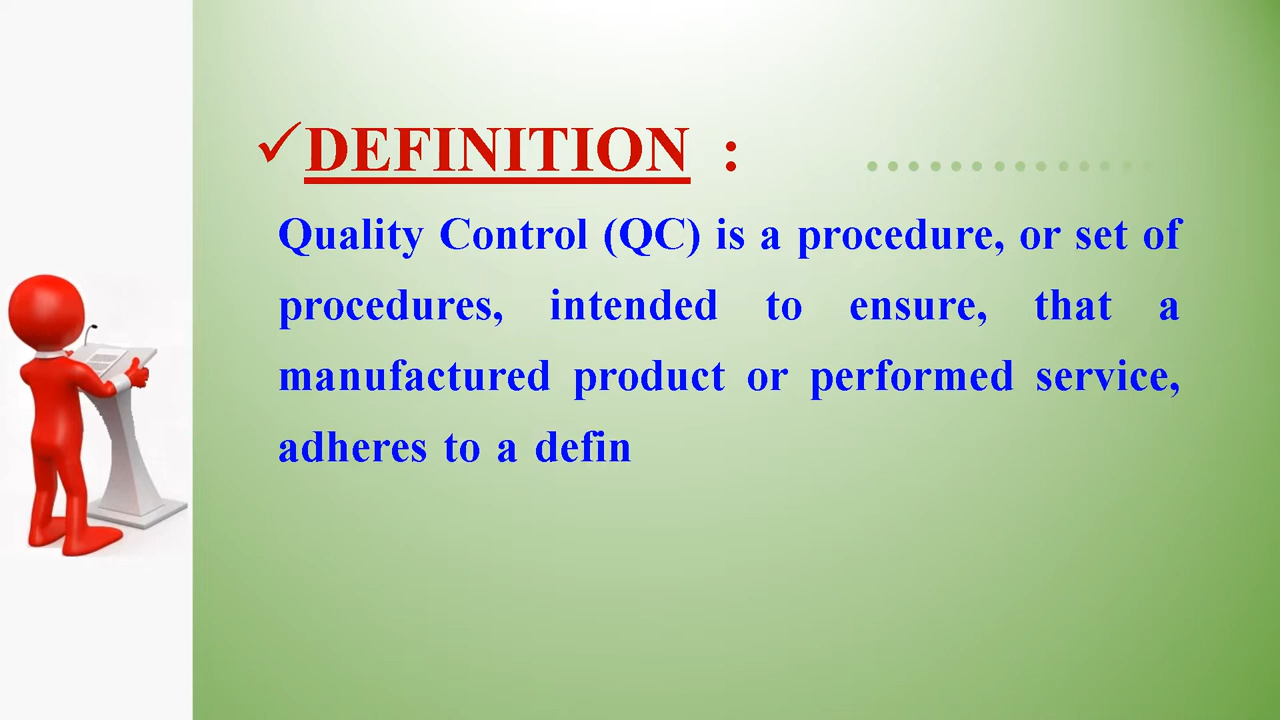 ✓DEFINITION :
Quality Control (QC) is a procedure, or set of
procedures, intended to ensure, that a
manufactured product or performed service,
adheres to a defin